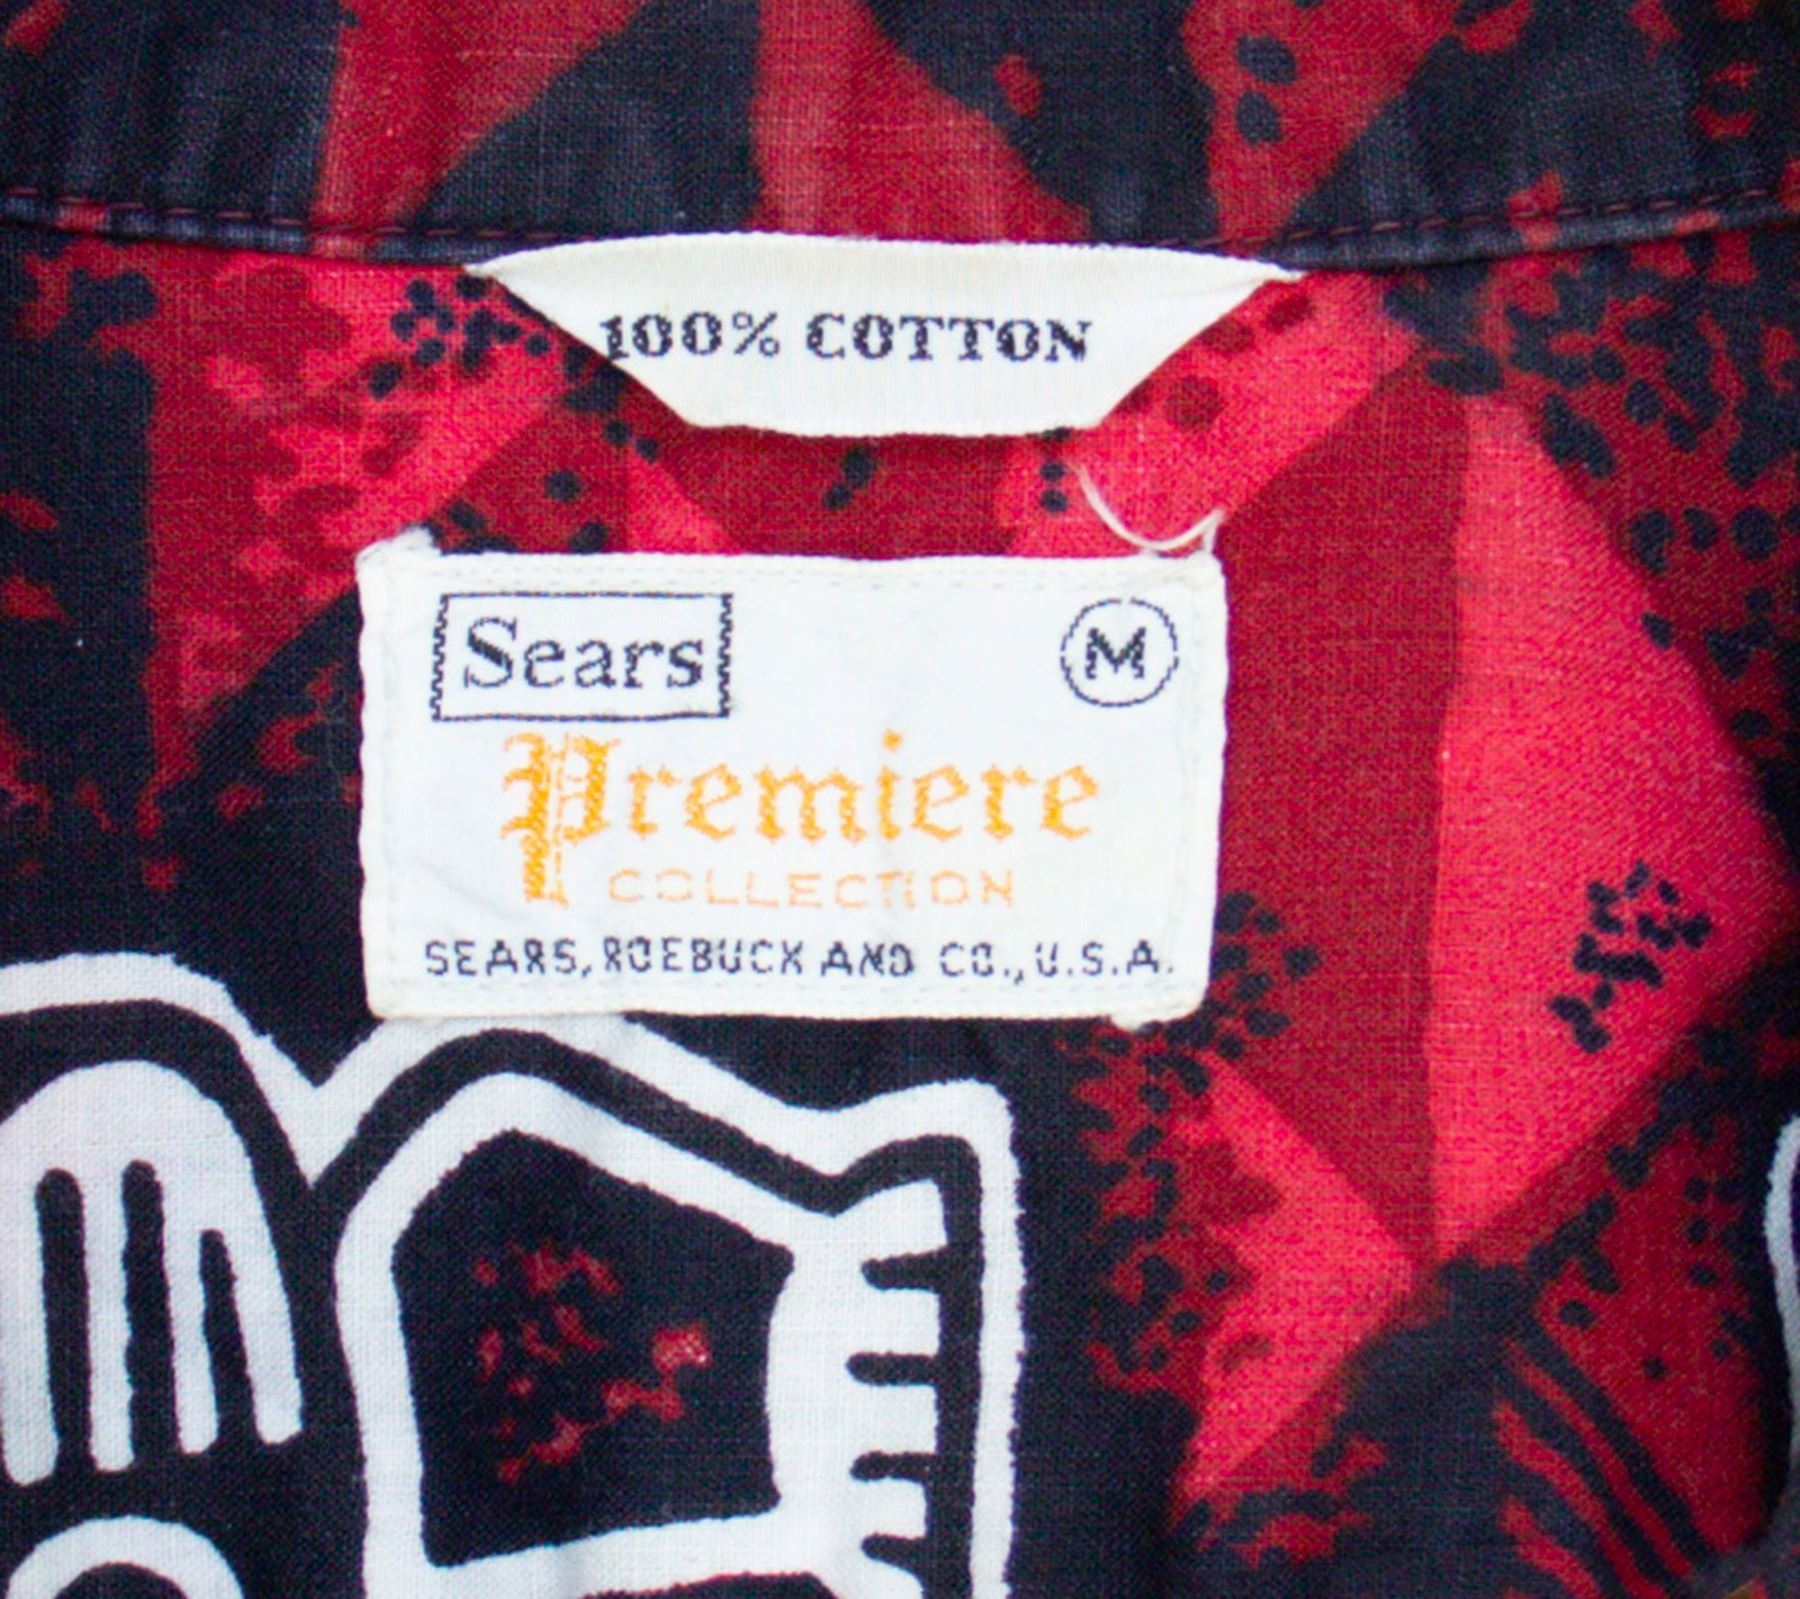 100% COTTON
Sears M
Premiere
COLLECTION
SEARS, ROEBUCK AND CO., U.S.A.